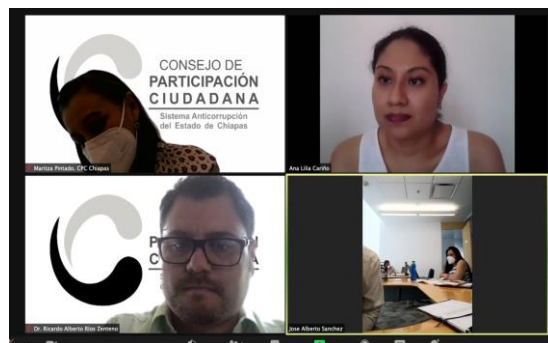 CONSEJO DE
PARTICIPACIÓN
CIUDADANA
Sistema Anticorrupción
del Estado de Chiapas
Maritza Pintado, CPC Chiapas
Ana Lilia Cariño
P
C
Dr. Ricardo Alberto Ríos Zenteno
Jose Alberto Sanchez